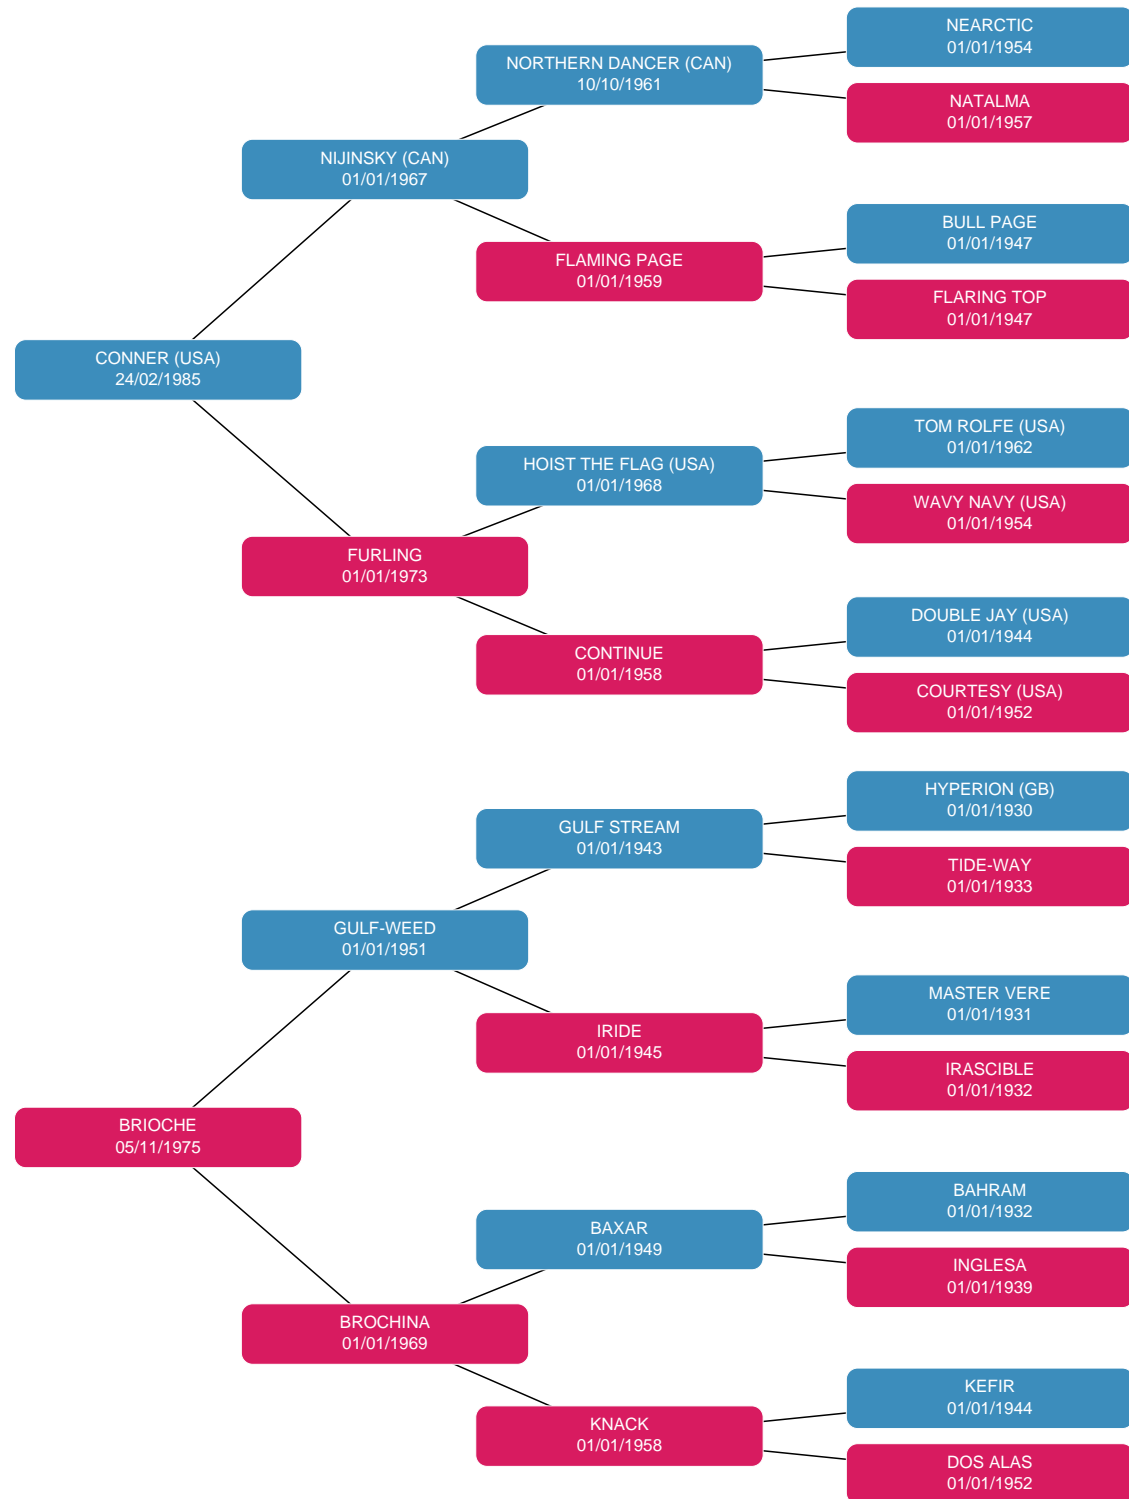 NEARCTIC
01/01/1954
NORTHERN DANCER (CAN)
10/10/1961
NATALMA
01/01/1957
NIJINSKY (CAN)
01/01/1967
BULL PAGE
01/01/1947
FLAMING PAGE
01/01/1959
FLARING TOP
01/01/1947
CONNER (USA)
24/02/1985
TOM ROLFE (USA)
01/01/1962
HOIST THE FLAG (USA)
01/01/1968
WAVY NAVY (USA)
01/01/1954
FURLING
01/01/1973
DOUBLE JAY (USA)
01/01/1944
CONTINUE
01/01/1958
COURTESY (USA)
01/01/1952
HYPERION (GB)
01/01/1930
GULF STREAM
01/01/1943
TIDE-WAY
01/01/1933
GULF-WEED
01/01/1951
MASTER VERE
01/01/1931
IRIDE
01/01/1945
IRASCIBLE
01/01/1932
BRIOCHE
05/11/1975
BAHRAM
01/01/1932
BAXAR
01/01/1949
INGLESA
01/01/1939
BROCHINA
01/01/1969
KEFIR
01/01/1944
KNACK
01/01/1958
DOS ALAS
01/01/1952